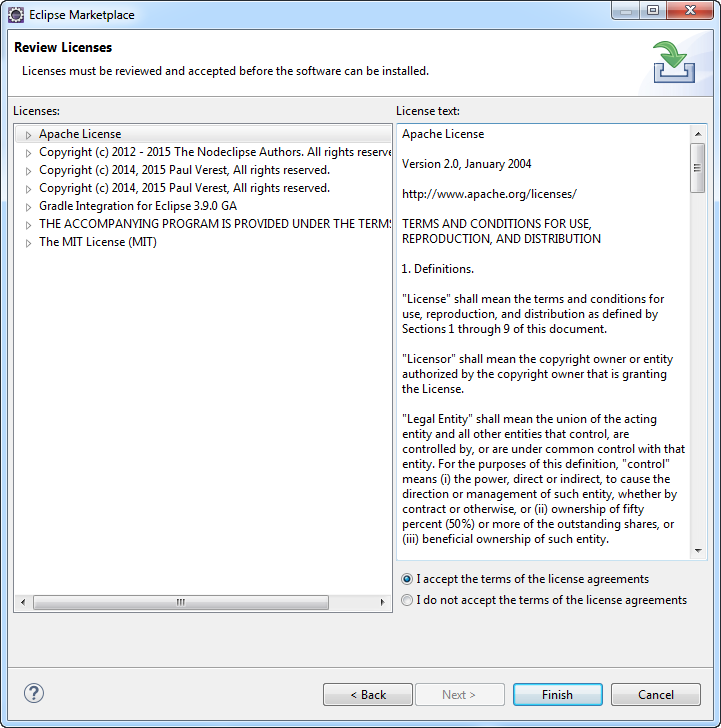 Eclipse Marketplace
Review Licenses
Licenses must be reviewed and accepted before the software can be installed.
Licenses:
Apache License
Copyright (c) 2012 - 2015 The Nodeclipse Authors. All rights reserve
Copyright (c) 2014, 2015 Paul Verest, All rights reserved.
Copyright (c) 2014, 2015 Paul Verest, All rights reserved.
Gradle Integration for Eclipse 3.9.0 GA
THE ACCOMPANYING PROGRAM IS PROVIDED UNDER THE TERMS
The MIT License (MIT)
License text:
Apache License
Version 2.0, January 2004
http://www.apache.org/licenses/
TERMS AND CONDITIONS FOR USE,
REPRODUCTION, AND DISTRIBUTION
1. Definitions.
"License" shall mean the terms and conditions for
use, reproduction, and distribution as defined by
Sections 1 through 9 of this document.
"Licensor" shall mean the copyright owner or entity
authorized by the copyright owner that is granting
the License.
"Legal Entity" shall mean the union of the acting
entity and all other entities that control, are
controlled by, or are under common control with that
entity. For the purposes of this definition, "control"
means (i) the power, direct or indirect, to cause the
direction or management of such entity, whether by
contract or otherwise, or (ii) ownership of fifty
percent (50%) or more of the outstanding shares, or
(iii) beneficial ownership of such entity.
I accept the terms of the license agreements
I do not accept the terms of the license agreements
?
< Back
Next >
Finish
Cancel